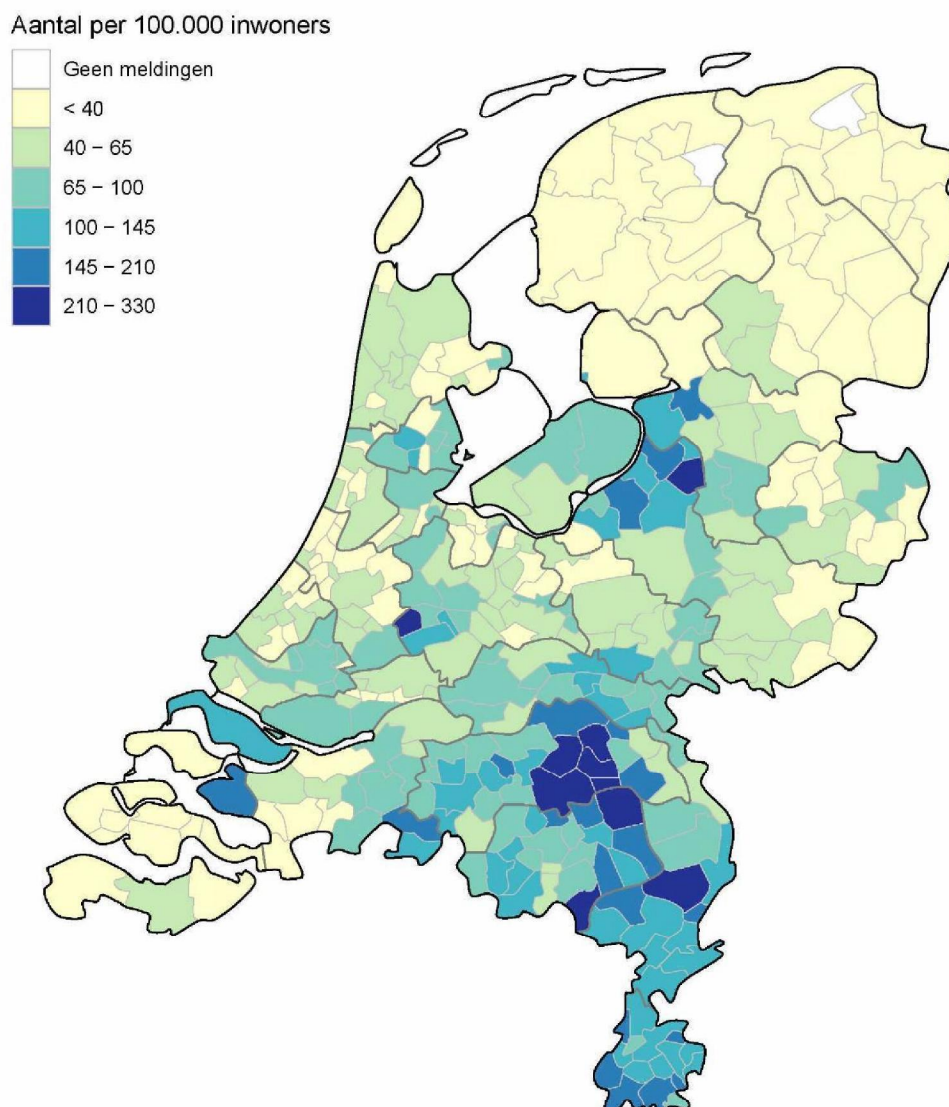 Aantal per 100.000 inwoners
Geen meldingen
< 40
40 – 65
65 – 100
100 – 145
145 – 210
210 – 330